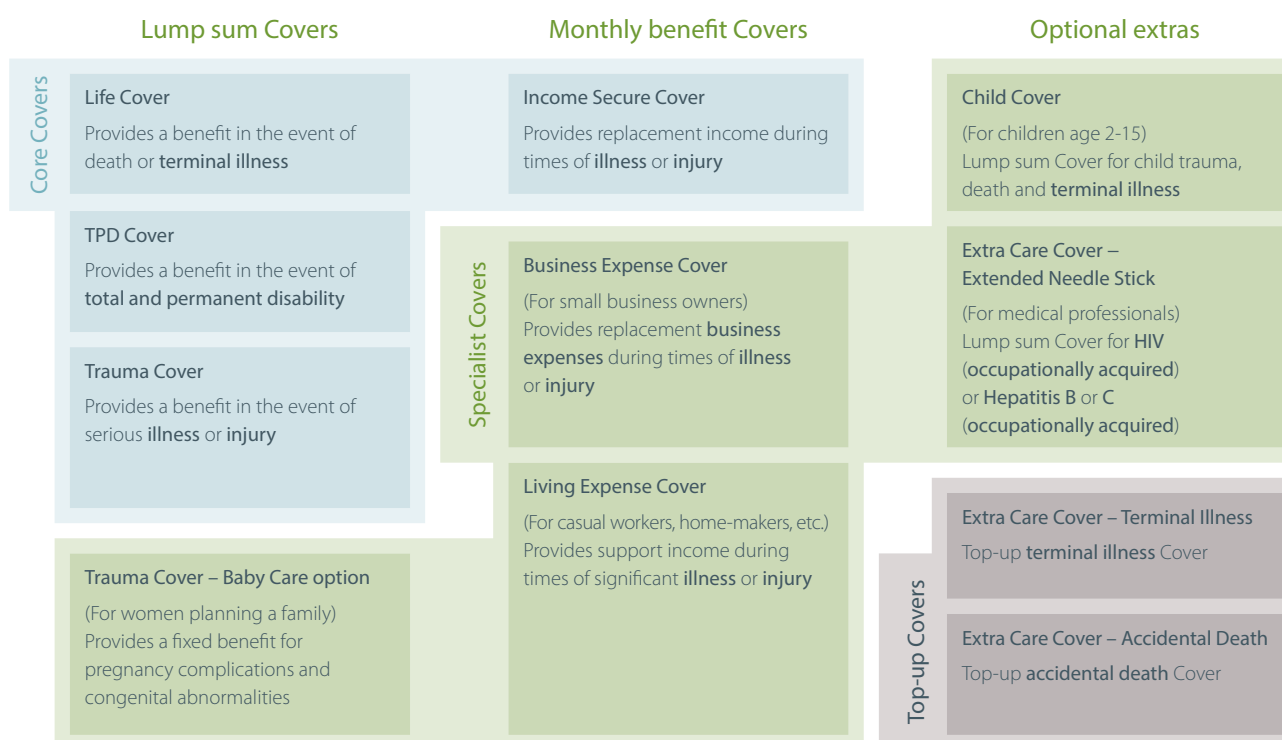 Lump sum Covers
Monthly benefit Covers
Optional extras
Core Covers
Life Cover
Provides a benefit in the event of
death or terminal illness
TPD Cover
Provides a benefit in the event of
total and permanent disability
Trauma Cover
Provides a benefit in the event of
serious illness or injury
Trauma Cover – Baby Care option
(For women planning a family)
Provides a fixed benefit for
pregnancy complications and
congenital abnormalities
Income Secure Cover
Provides replacement income during
times of illness or injury
Specialist Covers
Business Expense Cover
(For small business owners)
Provides replacement business
expenses during times of illness
or injury
Living Expense Cover
(For casual workers, home-makers, etc.)
Provides support income during
times of significant illness or injury
Child Cover
(For children age 2-15)
Lump sum Cover for child trauma,
death and terminal illness
Extra Care Cover –
Extended Needle Stick
(For medical professionals)
Lump sum Cover for HIV
(occupationally acquired)
or Hepatitis B or C
(occupationally acquired)
Top-up Covers
Extra Care Cover – Terminal Illness
Top-up terminal illness Cover
Extra Care Cover – Accidental Death
Top-up accidental death Cover